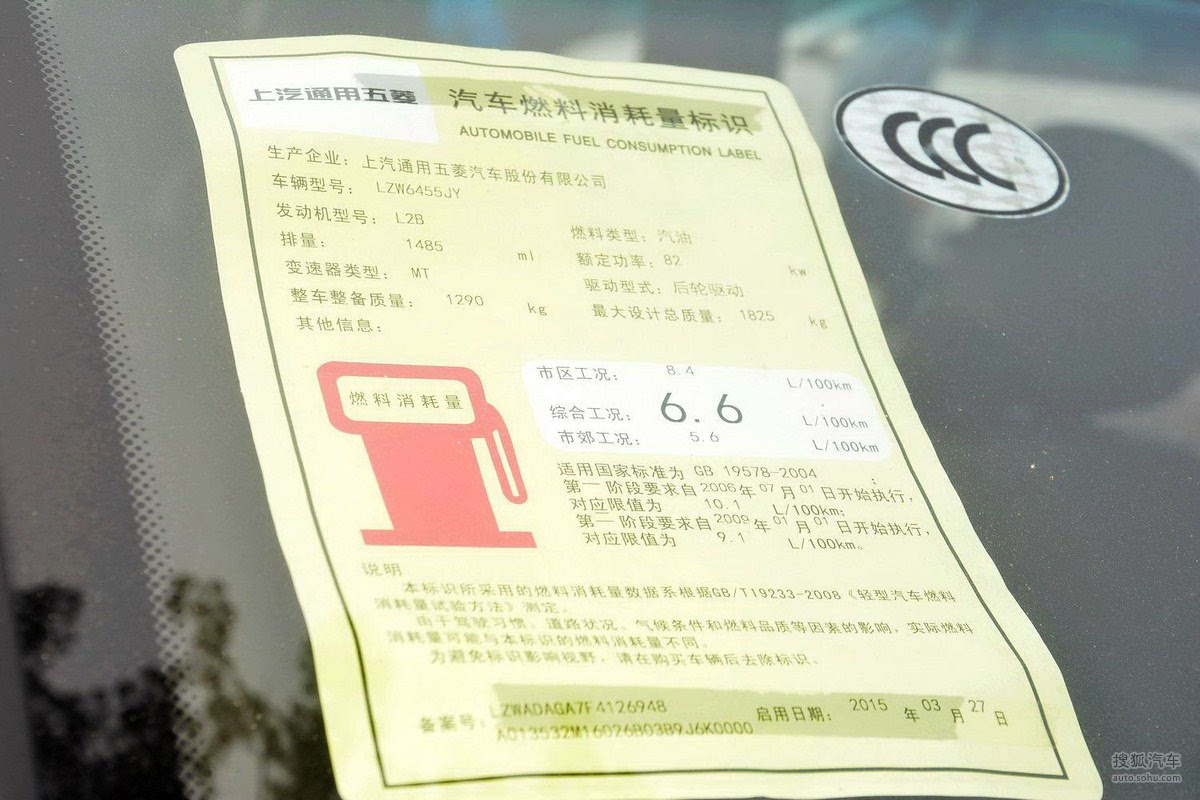 上汽通用五菱 汽车燃料消耗量标识
AUTOMOBILE FUEL CONSUMPTION LABEL
CCC
生产企业: 上汽通用五菱汽车股份有限公司
车辆型号: LZW6455JY
发动机型号: L2B
燃料类型: 汽油
排量: 1485 ml
额定功率: 82 kw
变速器类型: MT
驱动型式: 后轮驱动
整车整备质量: 1290 kg
最大设计总质量: 1825 kg
其他信息:
燃料消耗量
市区工况: 8.4 L/100km
综合工况: 6.6 L/100km
市郊工况: 5.6 L/100km
适用国家标准为 GB 19578-2004 ;
第一阶段要求自2006年07月01日开始执行,
对应限值为 10.1 L/100km;
第一阶段要求自2009年01月01日开始执行,
对应限值为 9.1 L/100km。
说明
本标识所采用的燃料消耗量数据系根据GB/T19233-2008《轻型汽车燃料
消耗量试验方法》测定。
由于驾驶习惯、道路状况、气候条件和燃料品质等因素的影响,实际燃料
消耗量可能与本标识的燃料消耗量不同。
为避免标识影响视野,请在购买车辆后去除标识。
备案号: LZWADAGA7F4126948
A013532M16026B0389J6K0000
启用日期: 2015 年 03 月 27 日
搜狐汽车
auto.sohu.com